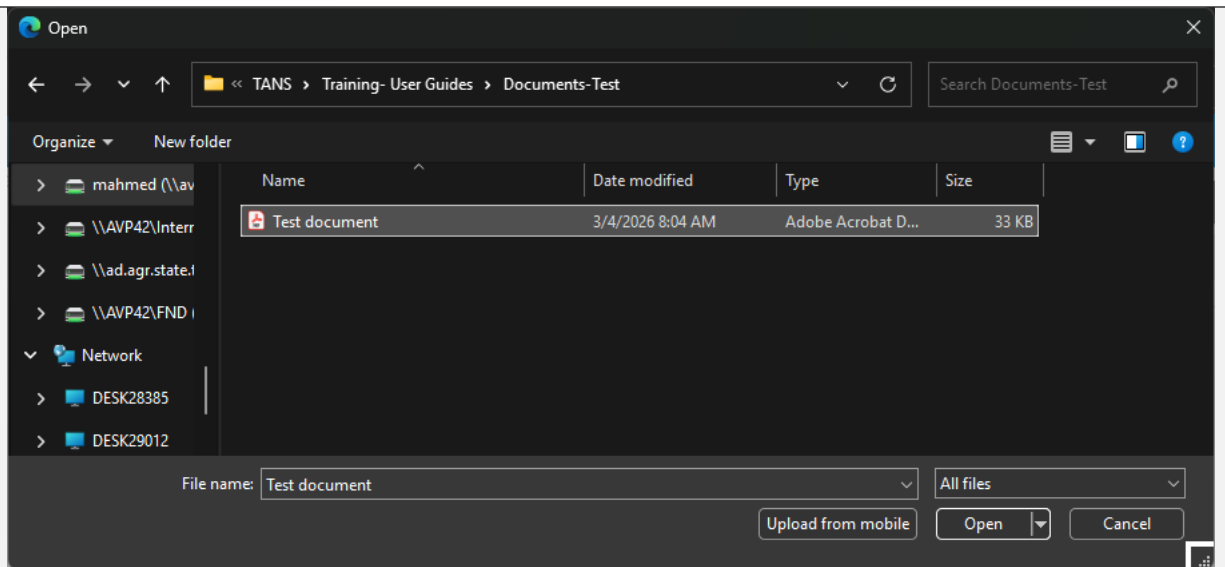 Open
« TANS > Training- User Guides > Documents-Test
Search Documents-Test
Organize
New folder
Name Date modified Type Size
mahmed (\\av
Test document 3/4/2026 8:04 AM Adobe Acrobat D... 33 KB
\\AVP42\Intern
\\ad.agr.state.t
\\AVP42\FND (
Network
DESK28385
DESK29012
File name: Test document
All files
Upload from mobile Open Cancel